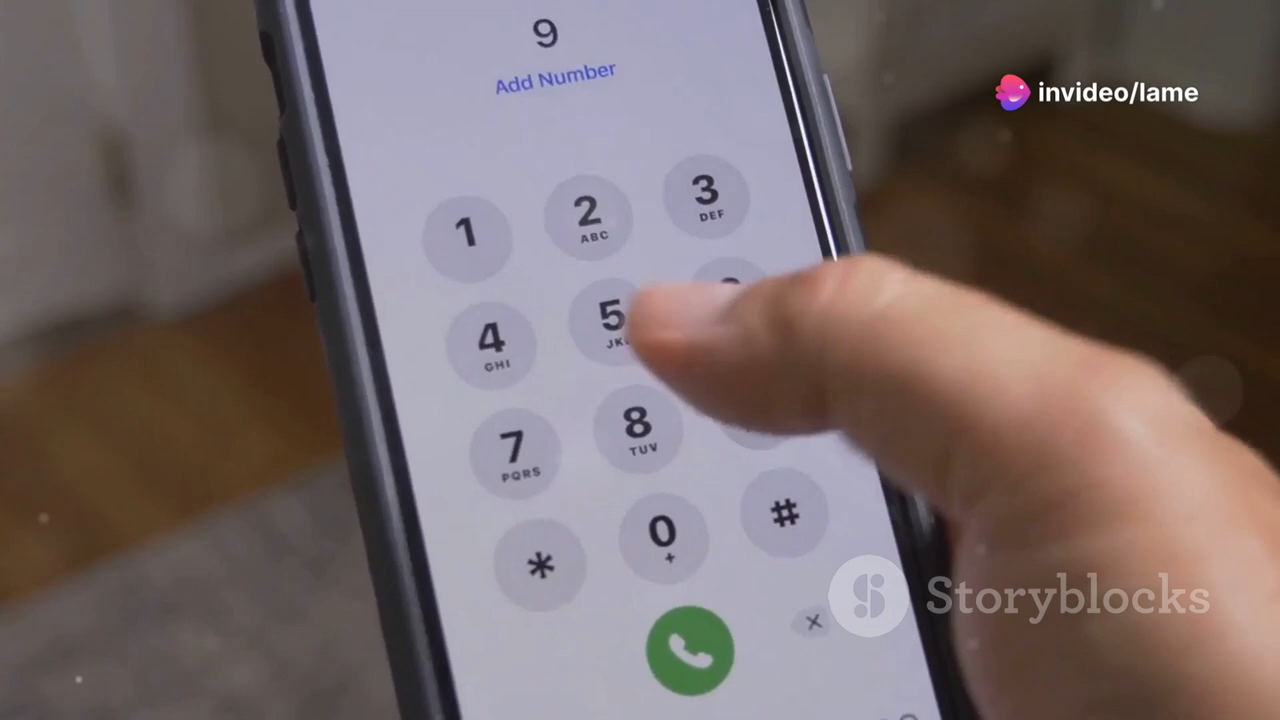 9
Add Number
invideo/lame
1
2
ABC
3
DEF
4
GHI
5
7
PQRS
8
TUV
*
0
+
#
Storyblocks